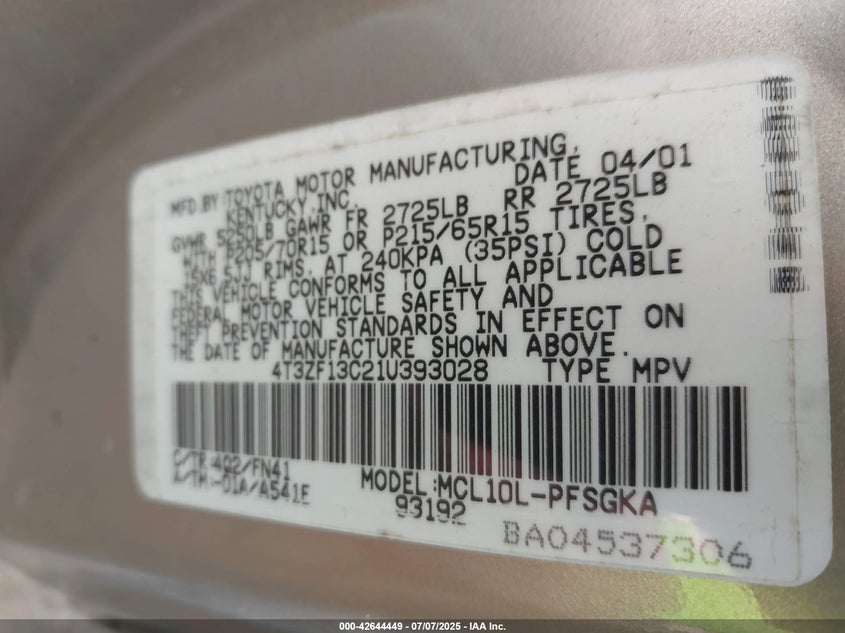 MFD.BY:TOYOTA MOTOR MANUFACTURING,
KENTUCKY,INC. DATE 04/01
GVWR 5250LB GAWR FR 2725LB RR 2725LB
WITH P205/70R15 OR P215/65R15 TIRES,
15X6.5JJ RIMS, AT 240KPA (35PSI) COLD
THIS VEHICLE CONFORMS TO ALL APPLICABLE
FEDERAL MOTOR VEHICLE SAFETY AND
THEFT PREVENTION STANDARDS IN EFFECT ON
THE DATE OF MANUFACTURE SHOWN ABOVE.
4T3ZF13C21U393028 TYPE MPV
C/TR:4Q2/FN41 MODEL:MCL10L-PFSGKA
A/TM:-01A/A541E 93192
BA04537306
000-42644449 - 07/07/2025 - IAA Inc.